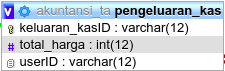 v akuntansi_ta pengeluaran_kas
keluaran_kasID : varchar(12)
# total_harga : int(12)
userID : varchar(12)